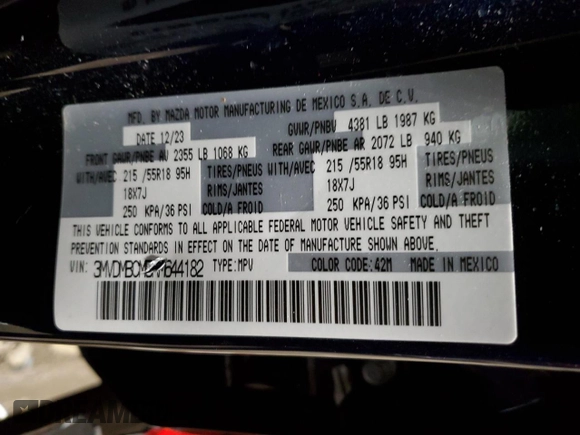 MFD. BY MAZDA MOTOR MANUFACTURING DE MEXICO S.A. DE C.V.
DATE 12/23 GVWR/PNBV 4381 LB 1987 KG
FRONT GAWR/PNBE AV 2355 LB 1068 KG REAR GAWR/PNBE AR 2072 LB 940 KG
WITH/AVEC 215 /55R18 95H TIRES/PNEUS WITH/AVEC 215 /55R18 95H TIRES/PNEUS
18X7J RIMS/JANTES 18X7J RIMS/JANTES
250 KPA/36 PSI COLD/A FROID 250 KPA/36 PSI COLD/A FROID
THIS VEHICLE CONFORMS TO ALL APPLICABLE FEDERAL MOTOR VEHICLE SAFETY AND THEFT
PREVENTION STANDARDS IN EFFECT ON THE DATE OF MANUFACTURE SHOWN ABOVE.
VIN: TYPE:MPV COLOR CODE:42M MADE IN MEXICO